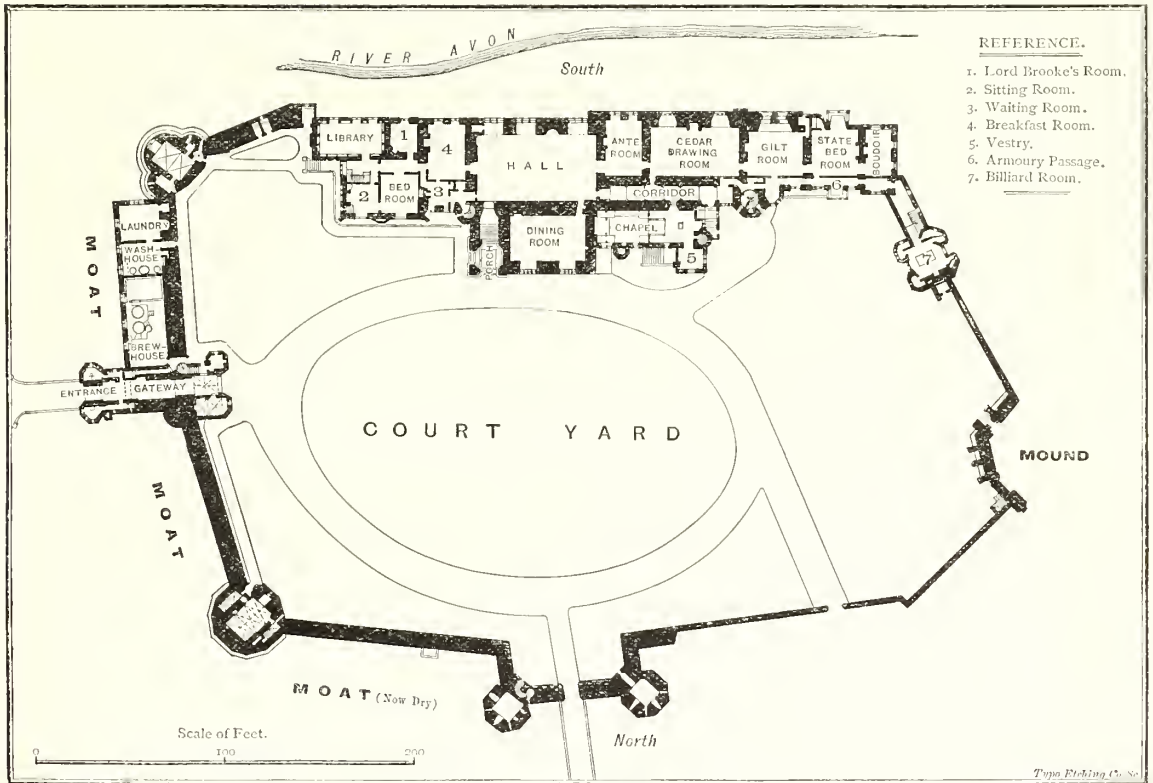 RIVER AVON
South
REFERENCE.
1. Lord Brooke's Room.
2. Sitting Room.
3. Waiting Room.
4. Breakfast Room.
5. Vestry.
6. Armoury Passage.
7. Billiard Room.
LIBRARY
1
4
HALL
ANTE
ROOM
CEDAR
DRAWING
ROOM
GILT
ROOM
STATE
BED
ROOM
BOUDOIR
2
BED
ROOM
3
CORRIDOR
6
PORCH
DINING
ROOM
CHAPEL
5
7
LAUNDRY
WASH-
HOUSE
BREW-
HOUSE
MOAT
ENTRANCE
GATEWAY
COURT YARD
MOUND
MOAT
MOAT (Now Dry)
North
Scale of Feet.
0 100 200
Typo Etching Co. Sc.